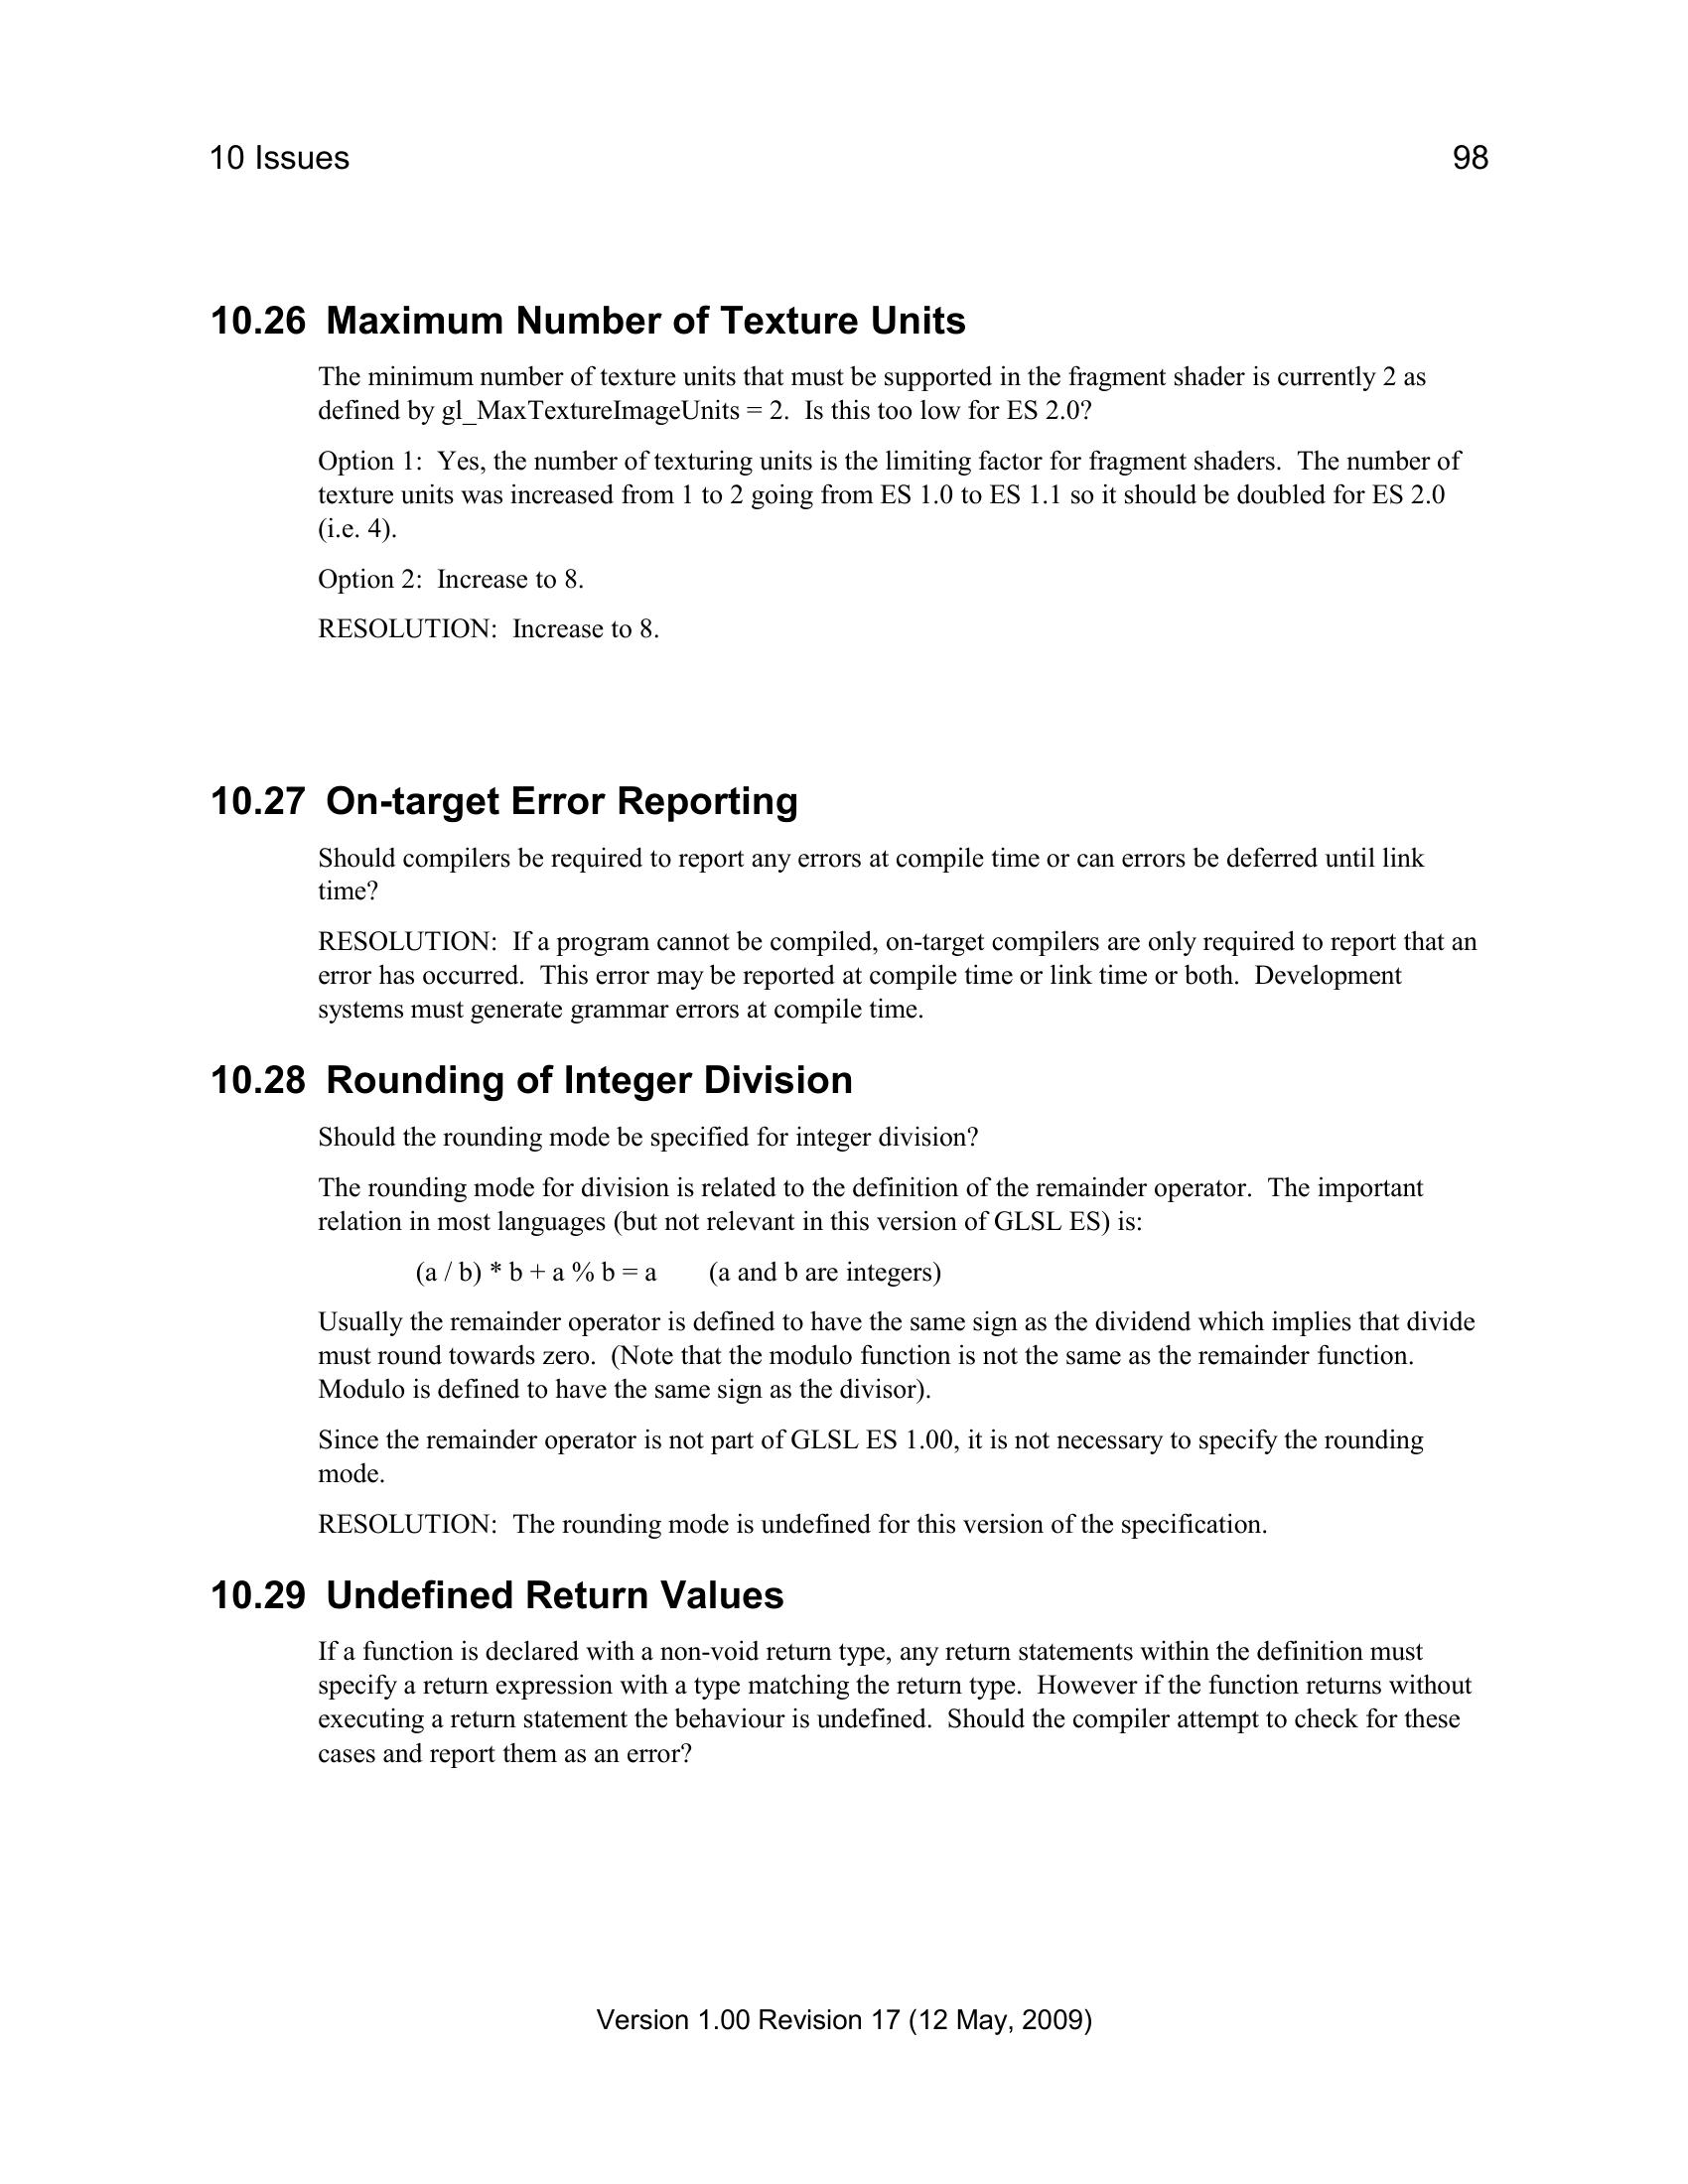 10 Issues 98
10.26 Maximum Number of Texture Units
The minimum number of texture units that must be supported in the fragment shader is currently 2 as
defined by gl_MaxTextureImageUnits = 2. Is this too low for ES 2.0?
Option 1: Yes, the number of texturing units is the limiting factor for fragment shaders. The number of
texture units was increased from 1 to 2 going from ES 1.0 to ES 1.1 so it should be doubled for ES 2.0
(i.e. 4).
Option 2: Increase to 8.
RESOLUTION: Increase to 8.
10.27 On-target Error Reporting
Should compilers be required to report any errors at compile time or can errors be deferred until link
time?
RESOLUTION: If a program cannot be compiled, on-target compilers are only required to report that an
error has occurred. This error may be reported at compile time or link time or both. Development
systems must generate grammar errors at compile time.
10.28 Rounding of Integer Division
Should the rounding mode be specified for integer division?
The rounding mode for division is related to the definition of the remainder operator. The important
relation in most languages (but not relevant in this version of GLSL ES) is:
(a / b) * b + a % b = a (a and b are integers)
Usually the remainder operator is defined to have the same sign as the dividend which implies that divide
must round towards zero. (Note that the modulo function is not the same as the remainder function.
Modulo is defined to have the same sign as the divisor).
Since the remainder operator is not part of GLSL ES 1.00, it is not necessary to specify the rounding
mode.
RESOLUTION: The rounding mode is undefined for this version of the specification.
10.29 Undefined Return Values
If a function is declared with a non-void return type, any return statements within the definition must
specify a return expression with a type matching the return type. However if the function returns without
executing a return statement the behaviour is undefined. Should the compiler attempt to check for these
cases and report them as an error?
Version 1.00 Revision 17 (12 May, 2009)